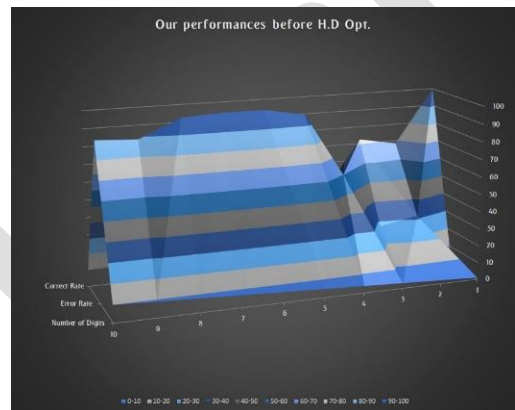 Our performances before H.D Opt.
100
90
80
70
60
50
40
30
20
10
0
Correct Rate
Error Rate
Number of Digits
10 9 8 7 6 5 4 3 2 1
0-10 10-20 20-30 30-40 40-50 50-60 60-70 70-80 80-90 90-100